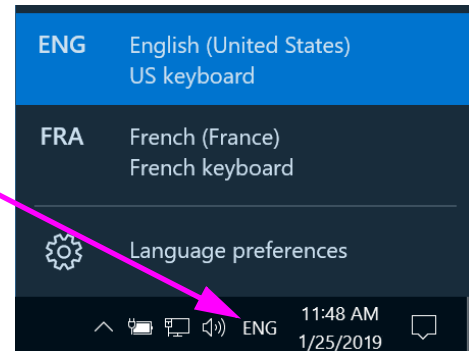 ENG English (United States)
US keyboard
FRA French (France)
French keyboard
Language preferences
ENG 11:48 AM
1/25/2019